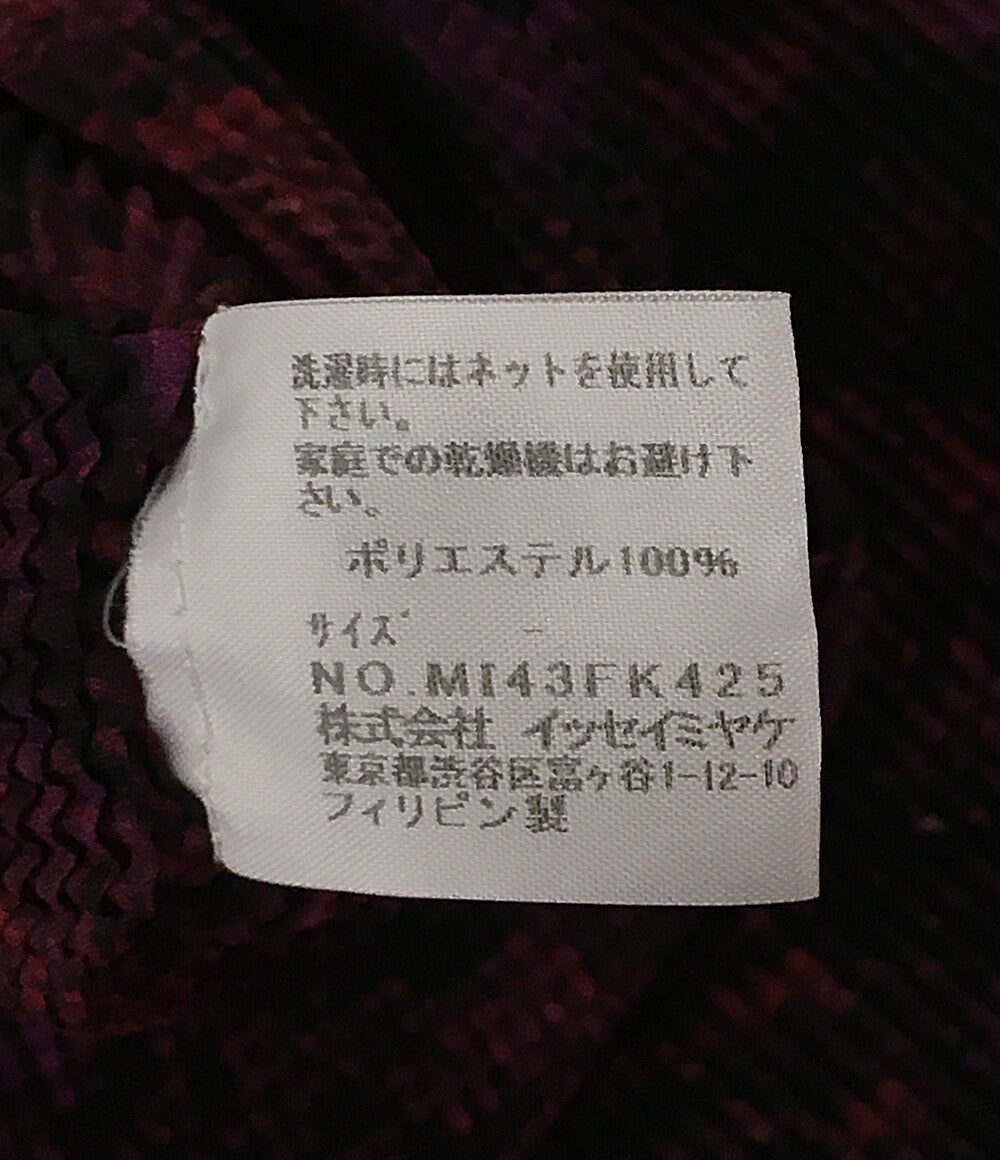 洗濯時にはネットを使用して
下さい。
家庭での乾燥機はお避け下
さい。
ポリエステル100%
サイズ -
NO.MI43FK425
株式会社 イッセイミヤケ
東京都渋谷区富ヶ谷1-12-10
フィリピン製